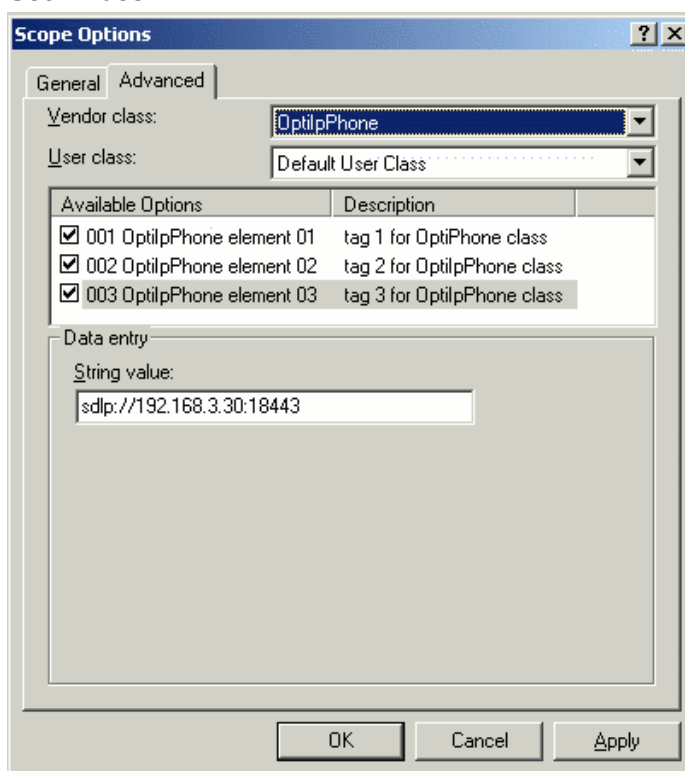 Scope Options
General Advanced
Vendor class: OptiIpPhone
User class: Default User Class
Available Options Description
001 OptiIpPhone element 01 tag 1 for OptiPhone class
002 OptiIpPhone element 02 tag 2 for OptiIpPhone class
003 OptiIpPhone element 03 tag 3 for OptiIpPhone class
Data entry
String value:
sdlp://192.168.3.30:18443
OK Cancel Apply